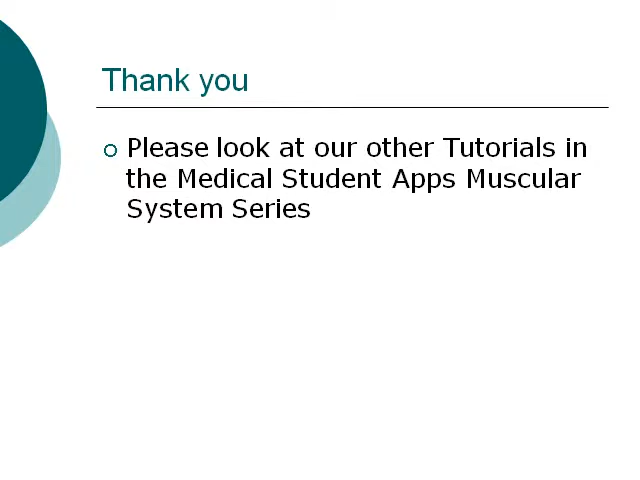 Thank you
Please look at our other Tutorials in
the Medical Student Apps Muscular
System Series